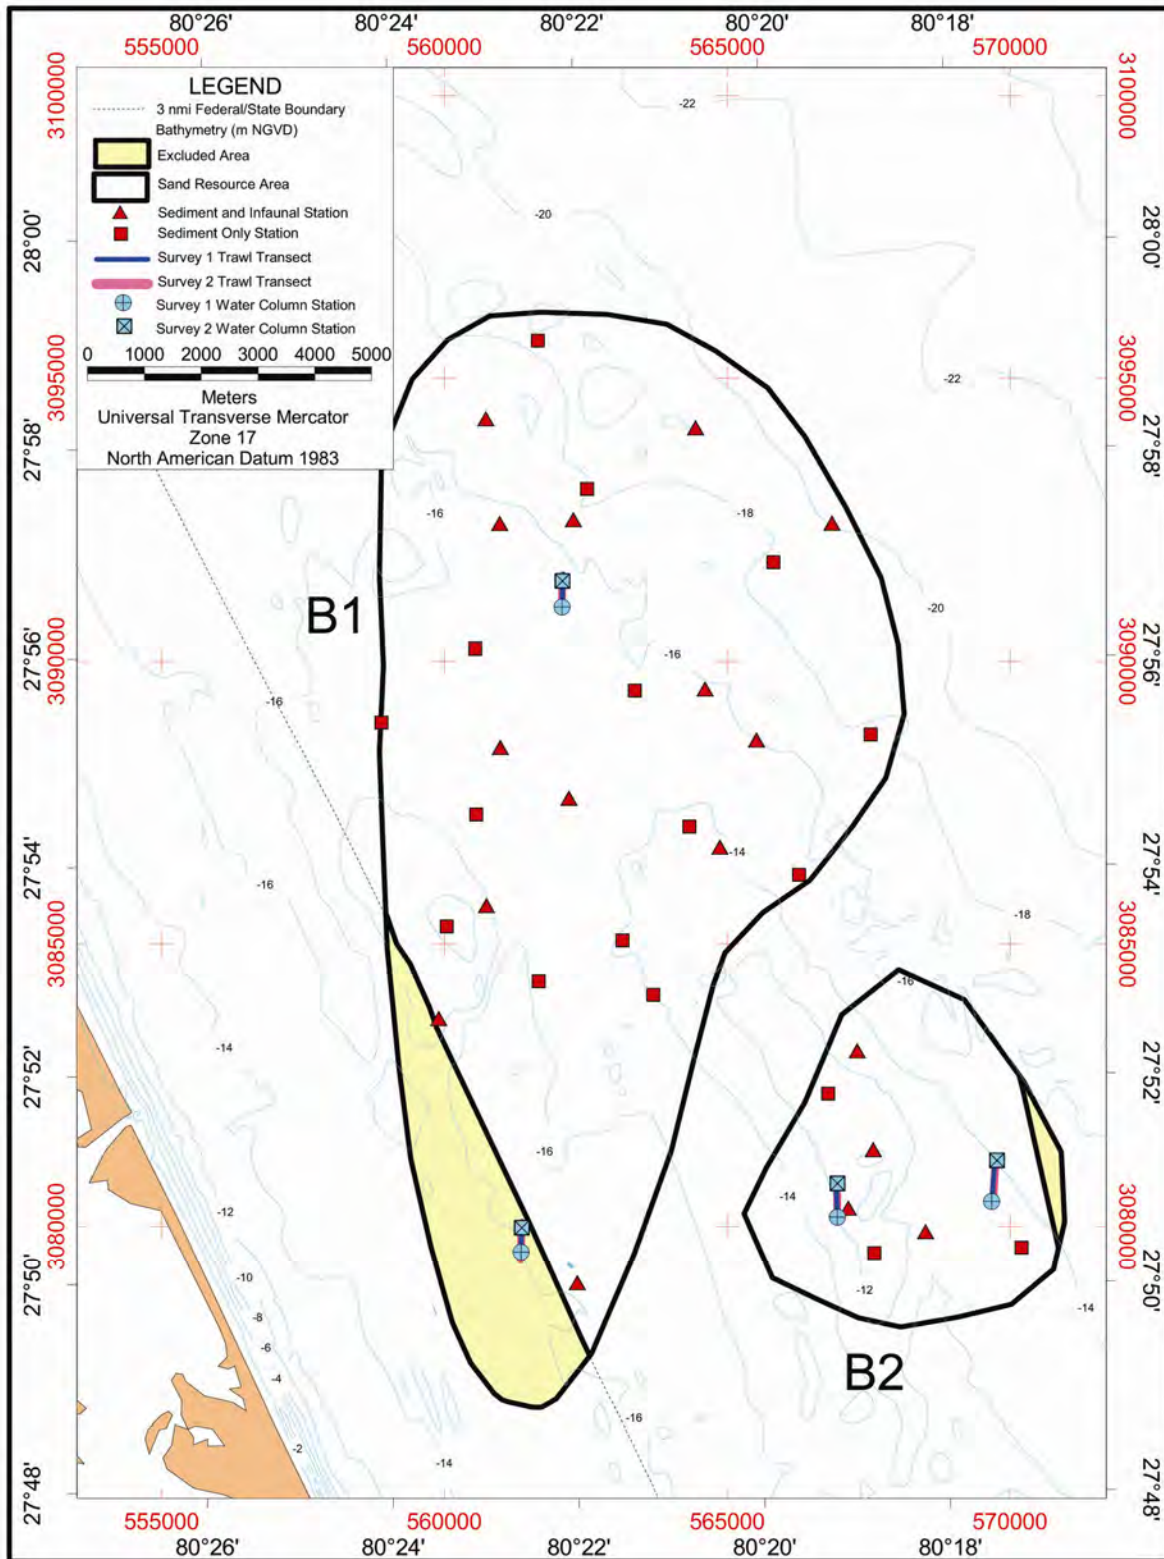 80°26' 80°24' 80°22' 80°20' 80°18'
555000 560000 565000 570000
3100000 3100000
LEGEND
3 nmi Federal/State Boundary
Bathymetry (m NGVD)
Excluded Area
Sand Resource Area
Sediment and Infaunal Station
Sediment Only Station
Survey 1 Trawl Transect
Survey 2 Trawl Transect
Survey 1 Water Column Station
Survey 2 Water Column Station
0 1000 2000 3000 4000 5000
Meters
Universal Transverse Mercator
Zone 17
North American Datum 1983
-22
-20
28°00' 28°00'
3095000 -22 3095000
27°58' 27°58'
-16 -18
B1
-20
27°56' -16 27°56'
3090000 3090000
-16
27°54' -14 27°54'
-16
-18
3085000 3085000
-16
-14
27°52' 27°52'
-16
-14
-12
3080000 3080000
-10
27°50' -12 -14 27°50'
-8
-6
-4
B2
-16
-2
-14
27°48' 27°48'
555000 560000 565000 570000
80°26' 80°24' 80°22' 80°20' 80°18'